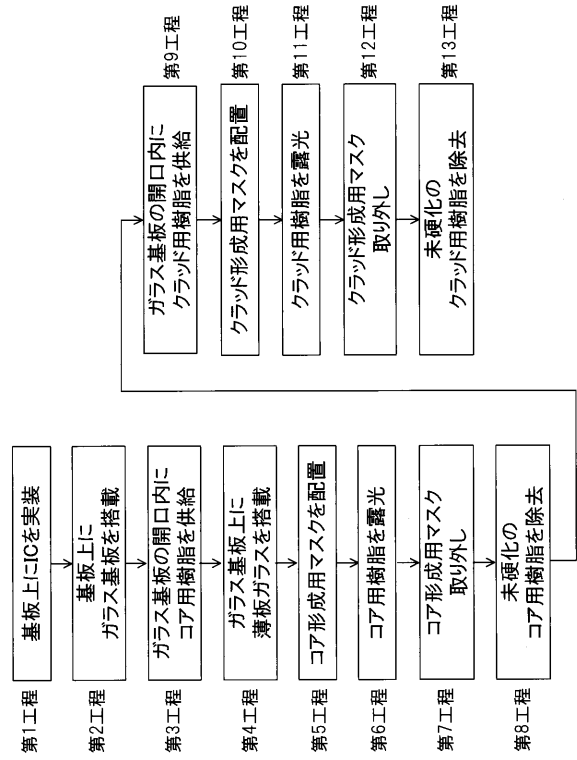 第1工程
基板上にICを実装
第2工程
基板上に
ガラス基板を搭載
第3工程
ガラス基板の開口内に
コア用樹脂を供給
第4工程
ガラス基板上に
薄板ガラスを搭載
第5工程
コア形成用マスクを配置
第6工程
コア用樹脂を露光
第7工程
コア形成用マスク
取り外し
第8工程
未硬化の
コア用樹脂を除去
ガラス基板の開口内に
クラッド用樹脂を供給
第9工程
クラッド形成用マスクを配置
第10工程
クラッド用樹脂を露光
第11工程
クラッド形成用マスク
取り外し
第12工程
未硬化の
クラッド用樹脂を除去
第13工程